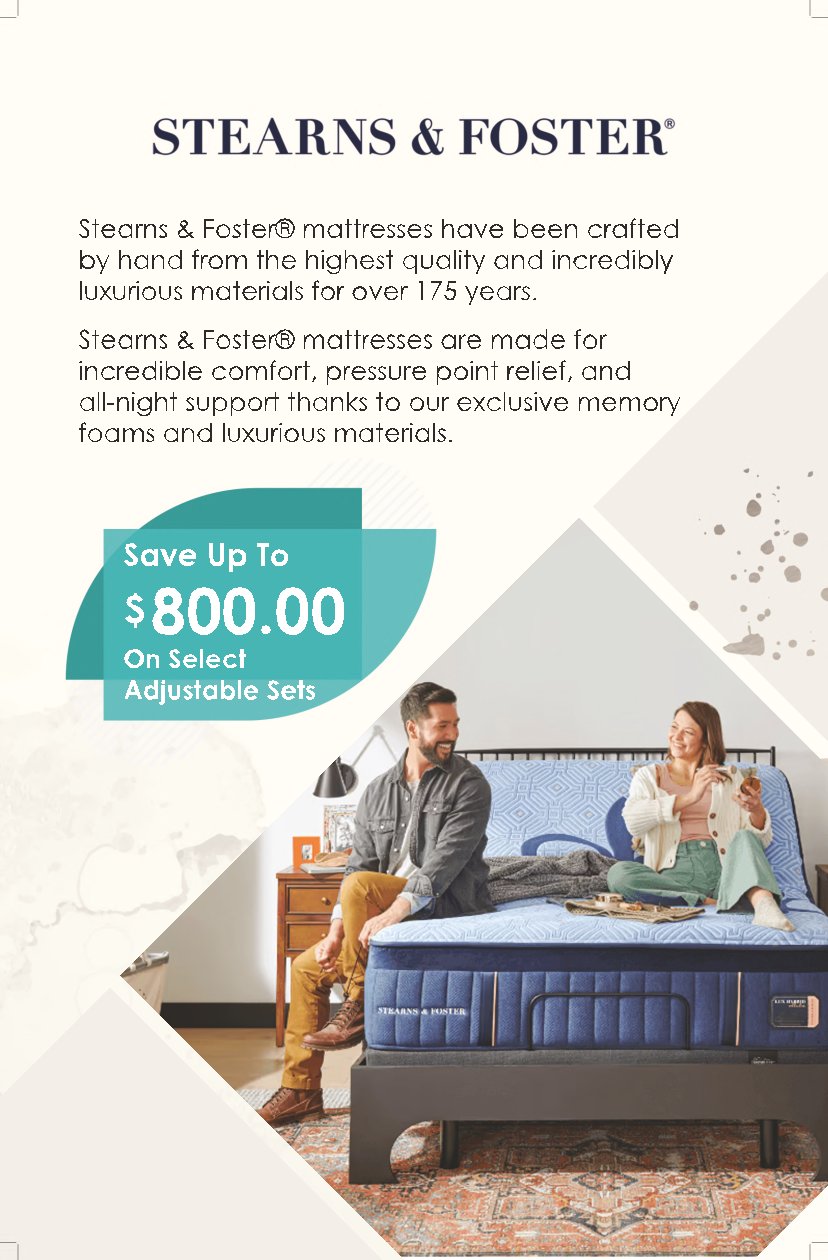 STEARNS & FOSTER®
Stearns & Foster® mattresses have been crafted
by hand from the highest quality and incredibly
luxurious materials for over 175 years.
Stearns & Foster® mattresses are made for
incredible comfort, pressure point relief, and
all-night support thanks to our exclusive memory
foams and luxurious materials.
Save Up To
$800.00
On Select
Adjustable Sets
STEARNS & FOSTER
LUX HYBRID